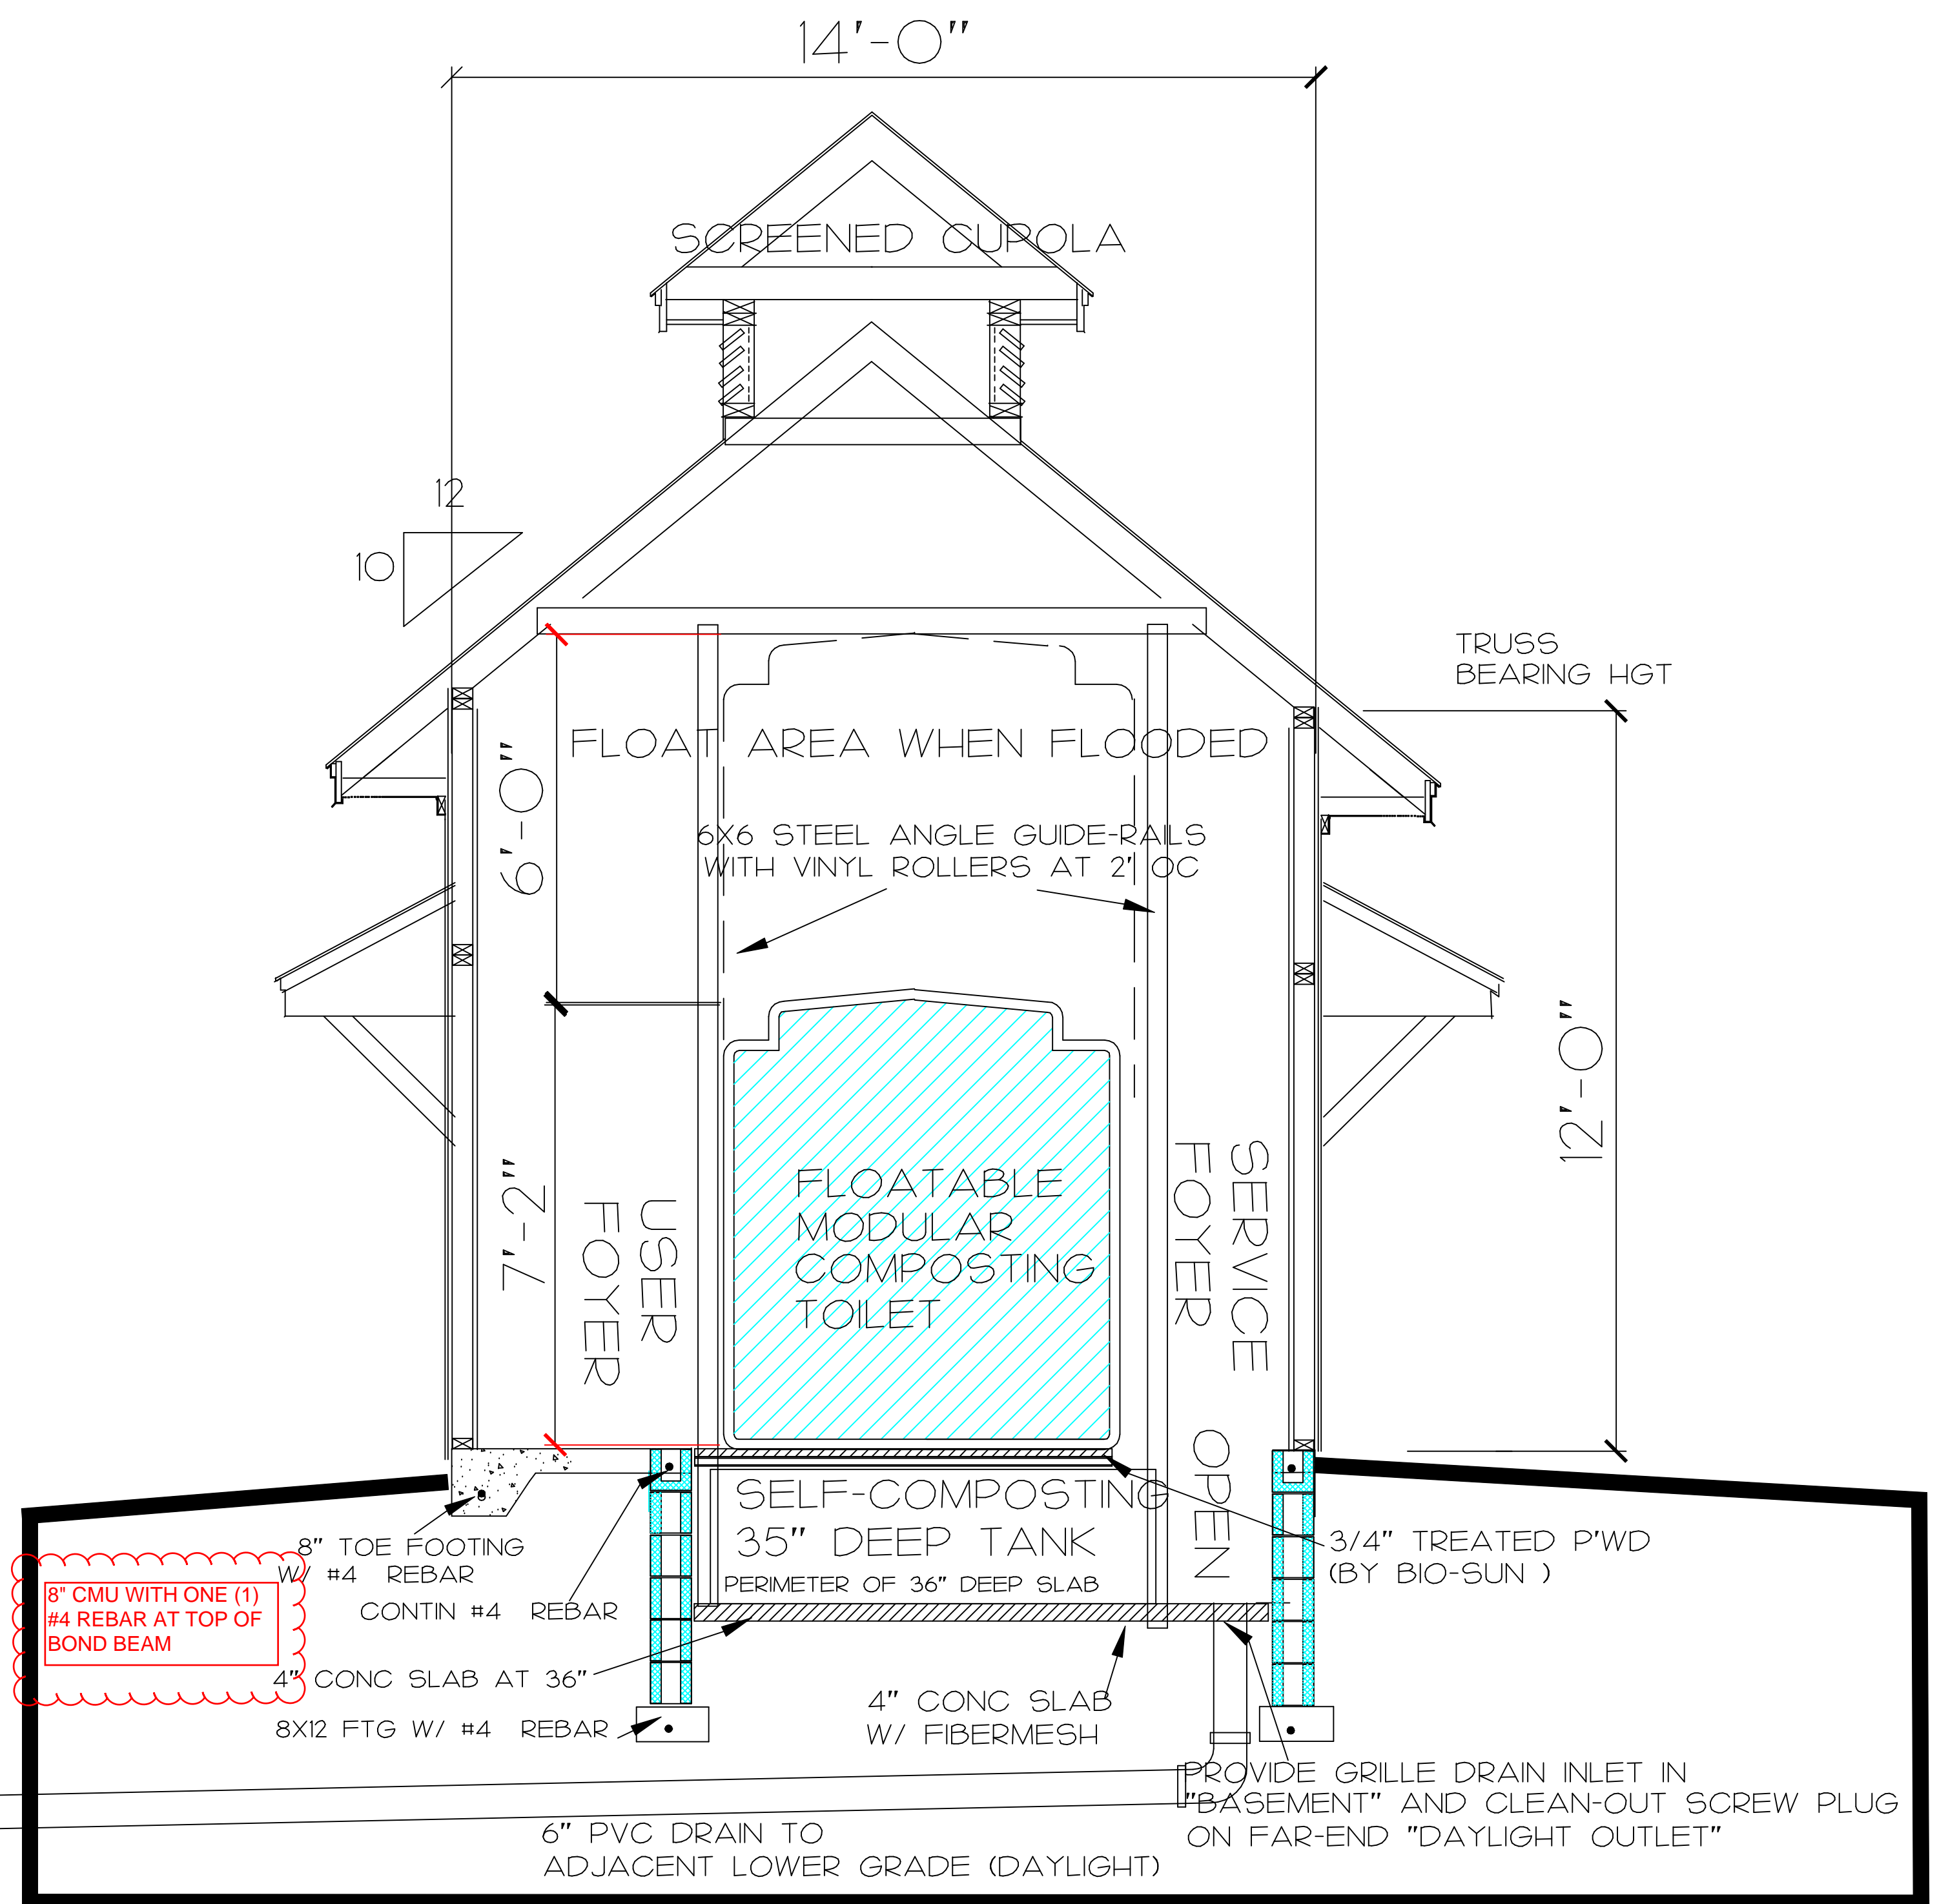 14'-0"
SCREENED CUPOLA
12
10
TRUSS
BEARING HGT
FLOAT AREA WHEN FLOODED
6'-0"
6X6 STEEL ANGLE GUIDE-RAILS
WITH VINYL ROLLERS AT 2' OC
12'-0"
7'-2"
USER
FOYER
FLOATABLE
MODULAR
COMPOSTING
TOILET
SERVICE
FOYER
OPEN
SELF-COMPOSTING
35" DEEP TANK
PERIMETER OF 36" DEEP SLAB
3/4" TREATED P'WD
(BY BIO-SUN )
8" TOE FOOTING
W/ #4 REBAR
8" CMU WITH ONE (1)
#4 REBAR AT TOP OF
BOND BEAM
CONTIN #4 REBAR
4" CONC SLAB AT 36"
8X12 FTG W/ #4 REBAR
4" CONC SLAB
W/ FIBERMESH
PROVIDE GRILLE DRAIN INLET IN
"BASEMENT" AND CLEAN-OUT SCREW PLUG
ON FAR-END "DAYLIGHT OUTLET"
6" PVC DRAIN TO
ADJACENT LOWER GRADE (DAYLIGHT)